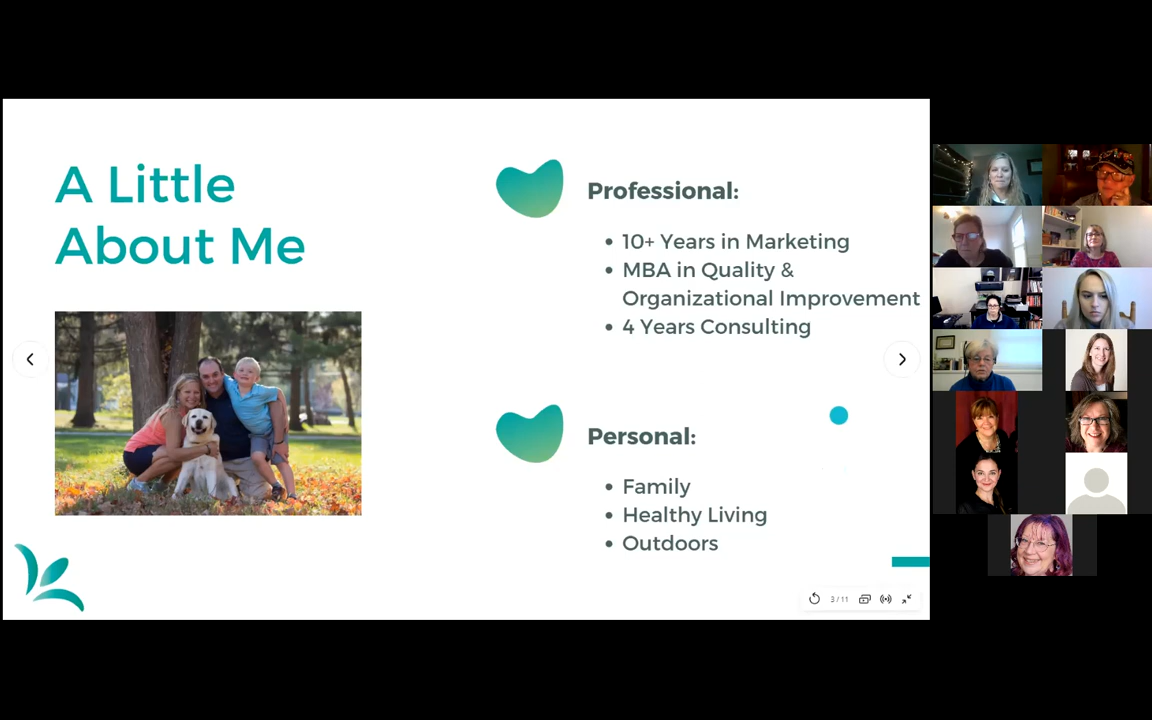 A Little
About Me
Professional:
10+ Years in Marketing
MBA in Quality &
Organizational Improvement
4 Years Consulting
Personal:
Family
Healthy Living
Outdoors
3 / 11